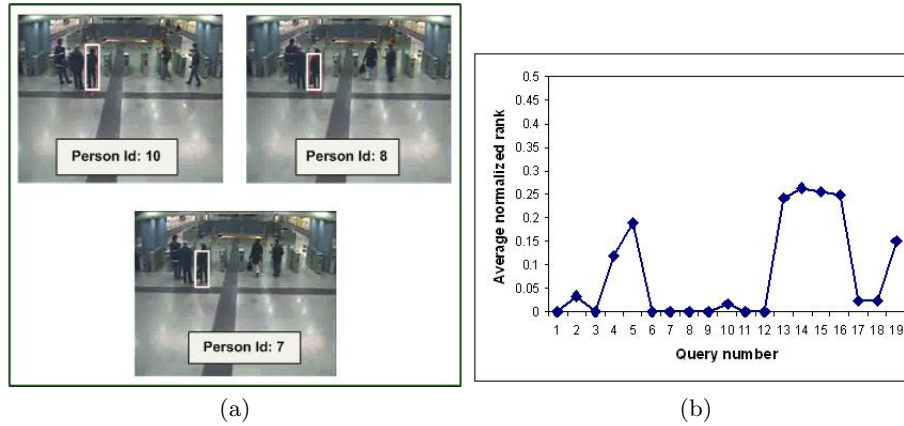 Person Id: 10
Person Id: 8
Person Id: 7
(a)
Average normalized rank
0.5
0.45
0.4
0.35
0.3
0.25
0.2
0.15
0.1
0.05
0
1 2 3 4 5 6 7 8 9 10 11 12 13 14 15 16 17 18 19
Query number
(b)